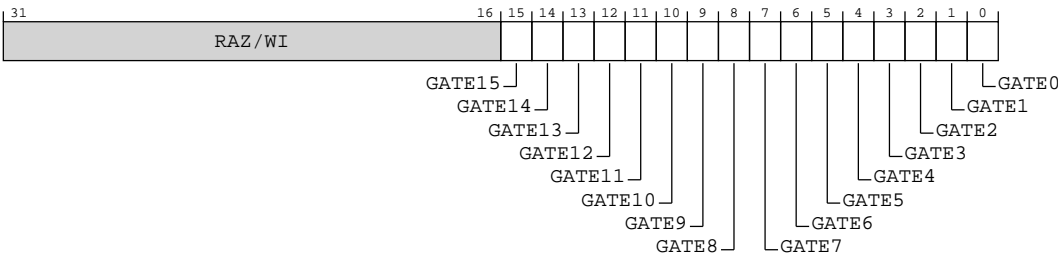 31 16 15 14 13 12 11 10 9 8 7 6 5 4 3 2 1 0
RAZ/WI
GATE15 GATE0
GATE14 GATE1
GATE13 GATE2
GATE12 GATE3
GATE11 GATE4
GATE10 GATE5
GATE9 GATE6
GATE8 GATE7